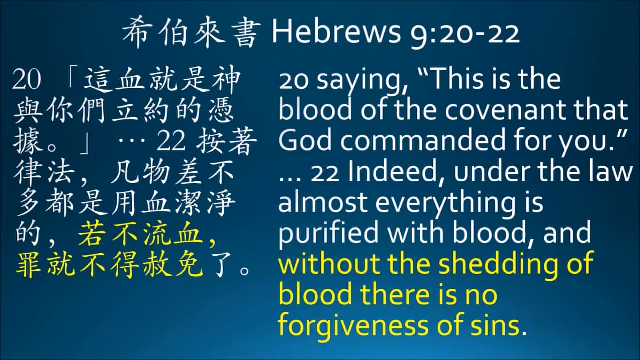 希伯來書 Hebrews 9:20-22
20 「這血就是神
與你們立約的憑
據。」 … 22 按著
律法，凡物差不
多都是用血潔淨
的，若不流血，
罪就不得赦免了。
20 saying, “This is the
blood of the covenant that
God commanded for you.”
… 22 Indeed, under the law
almost everything is
purified with blood, and
without the shedding of
blood there is no
forgiveness of sins.